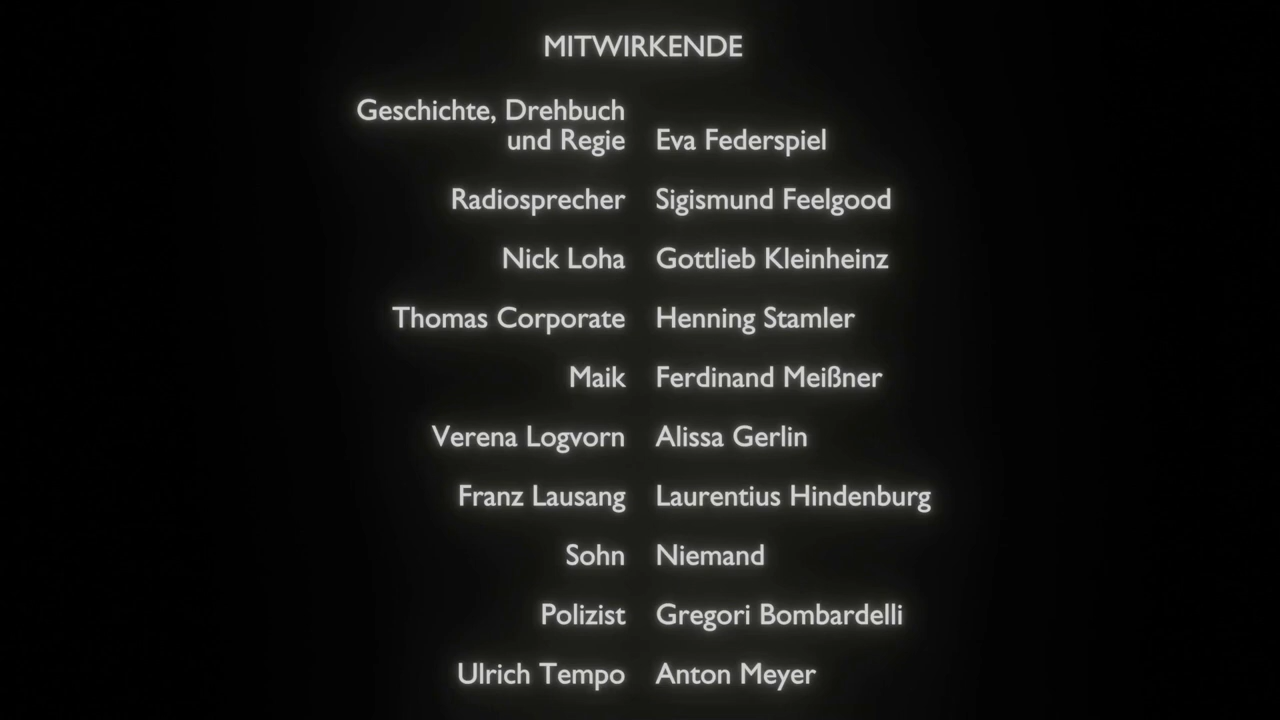 MITWIRKENDE
Geschichte, Drehbuch
und Regie Eva Federspiel
Radiosprecher Sigismund Feelgood
Nick Loha Gottlieb Kleinheinz
Thomas Corporate Henning Stamler
Maik Ferdinand Meißner
Verena Logvorn Alissa Gerlin
Franz Lausang Laurentius Hindenburg
Sohn Niemand
Polizist Gregori Bombardelli
Ulrich Tempo Anton Meyer